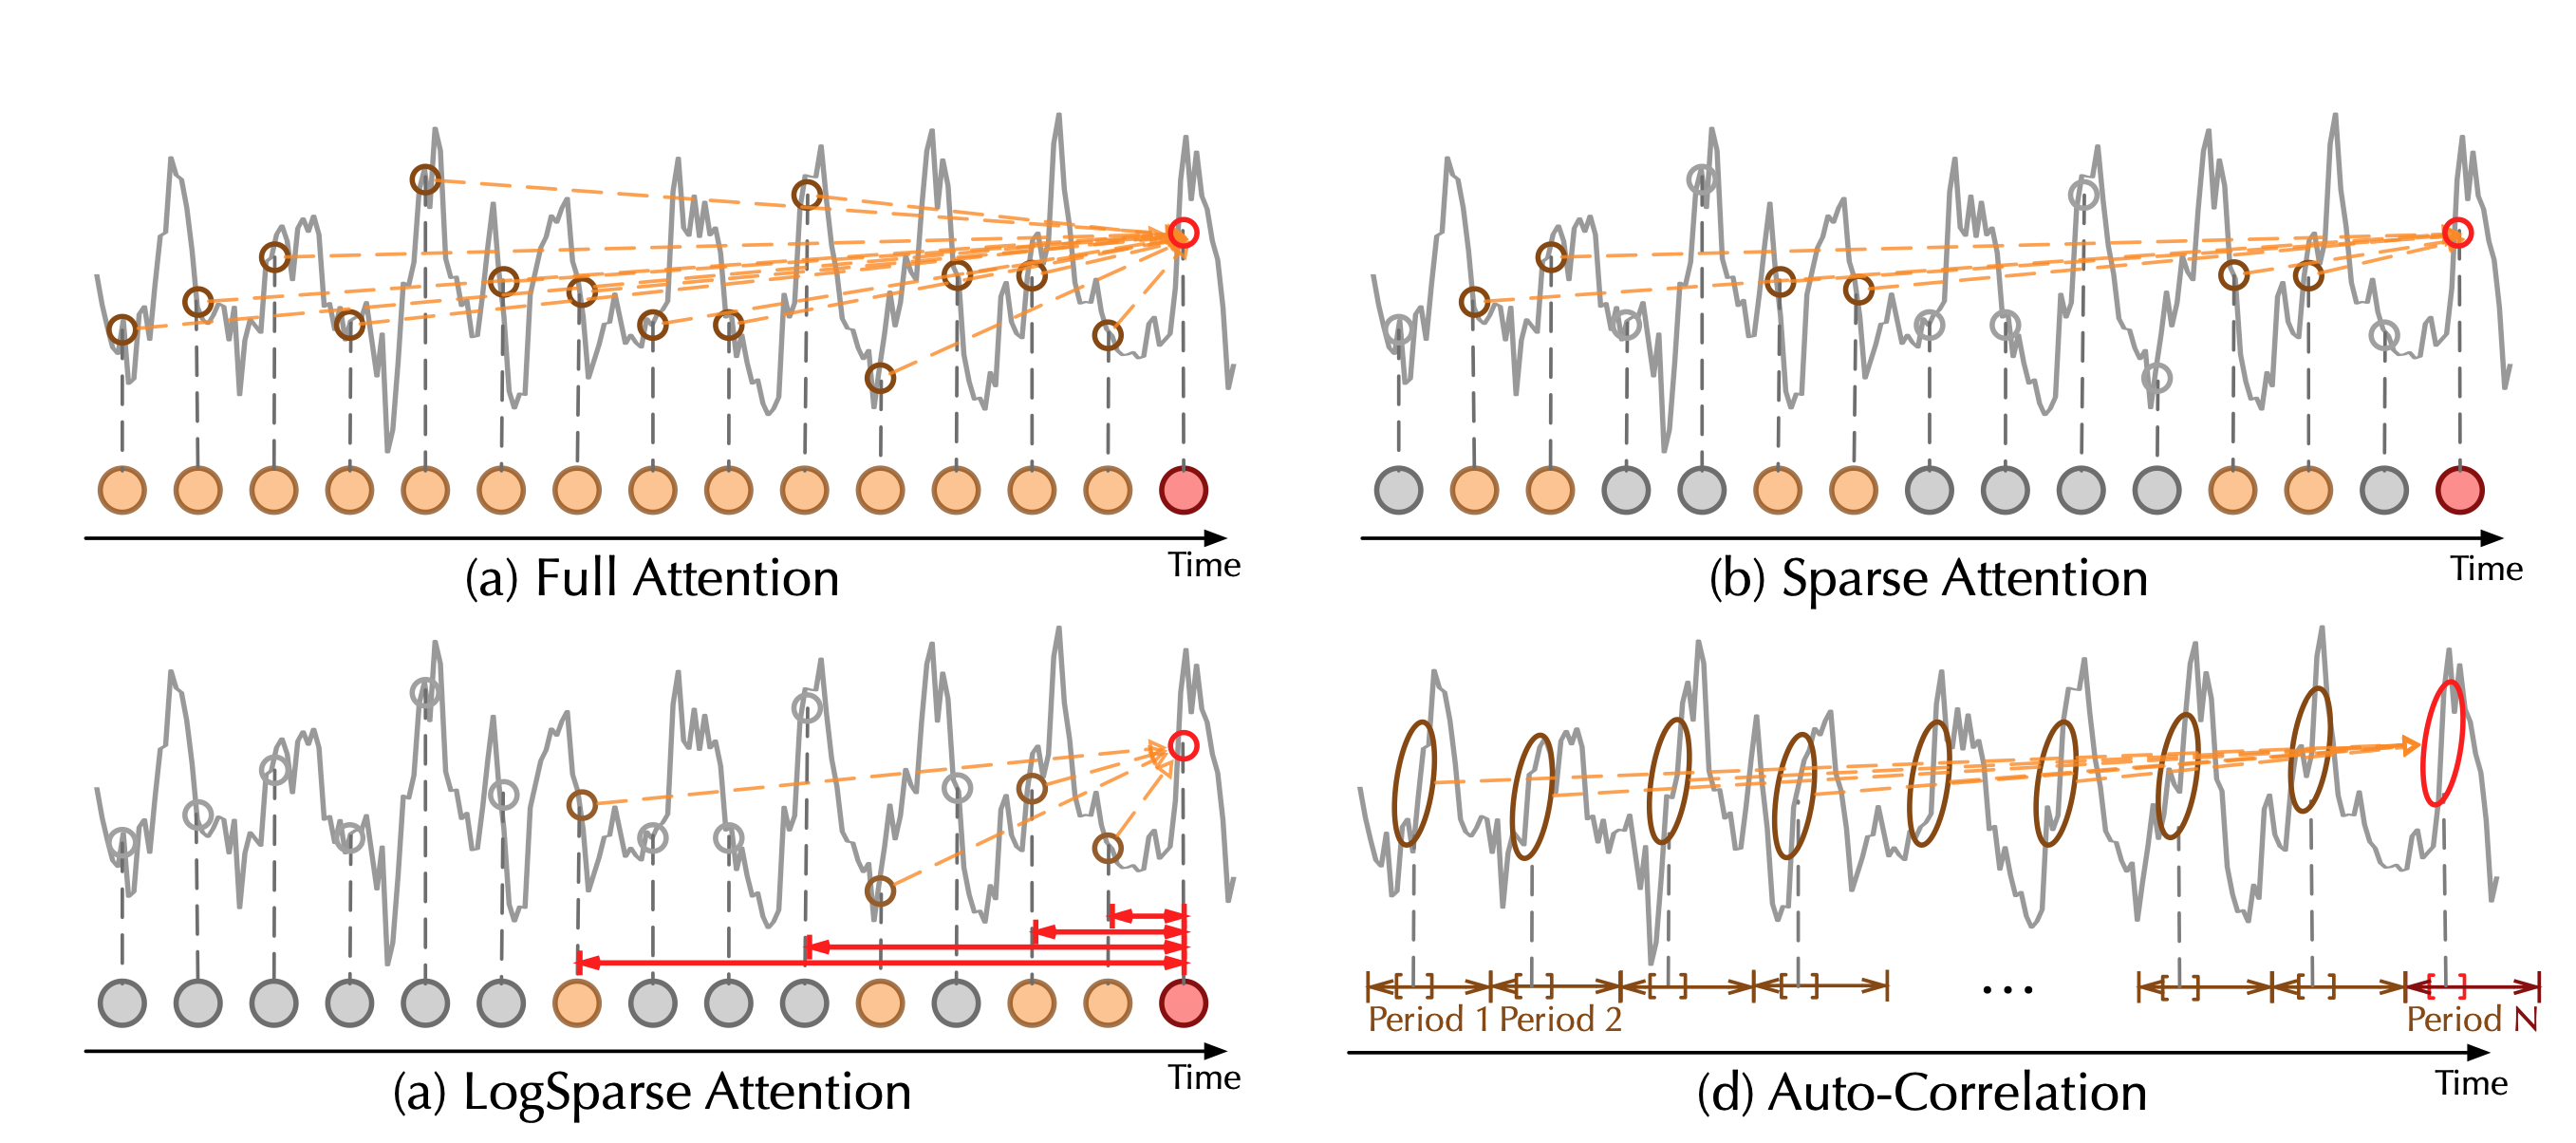 Time
(a) Full Attention
Time
(b) Sparse Attention
Time
(a) LogSparse Attention
...
Period 1 Period 2 Period N
Time
(d) Auto-Correlation